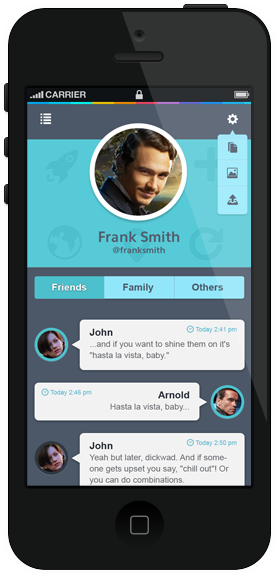 CARRIER
Frank Smith
@franksmith
Friends
Family
Others
John
Today 2:41 pm
...and if you want to shine them on it's
"hasta la vista, baby."
Today 2:46 pm
Arnold
Hasta la vista, baby...
John
Today 2:50 pm
Yeah but later, dickwad. And if some-
one gets upset you say, "chill out"! Or
you can do combinations.